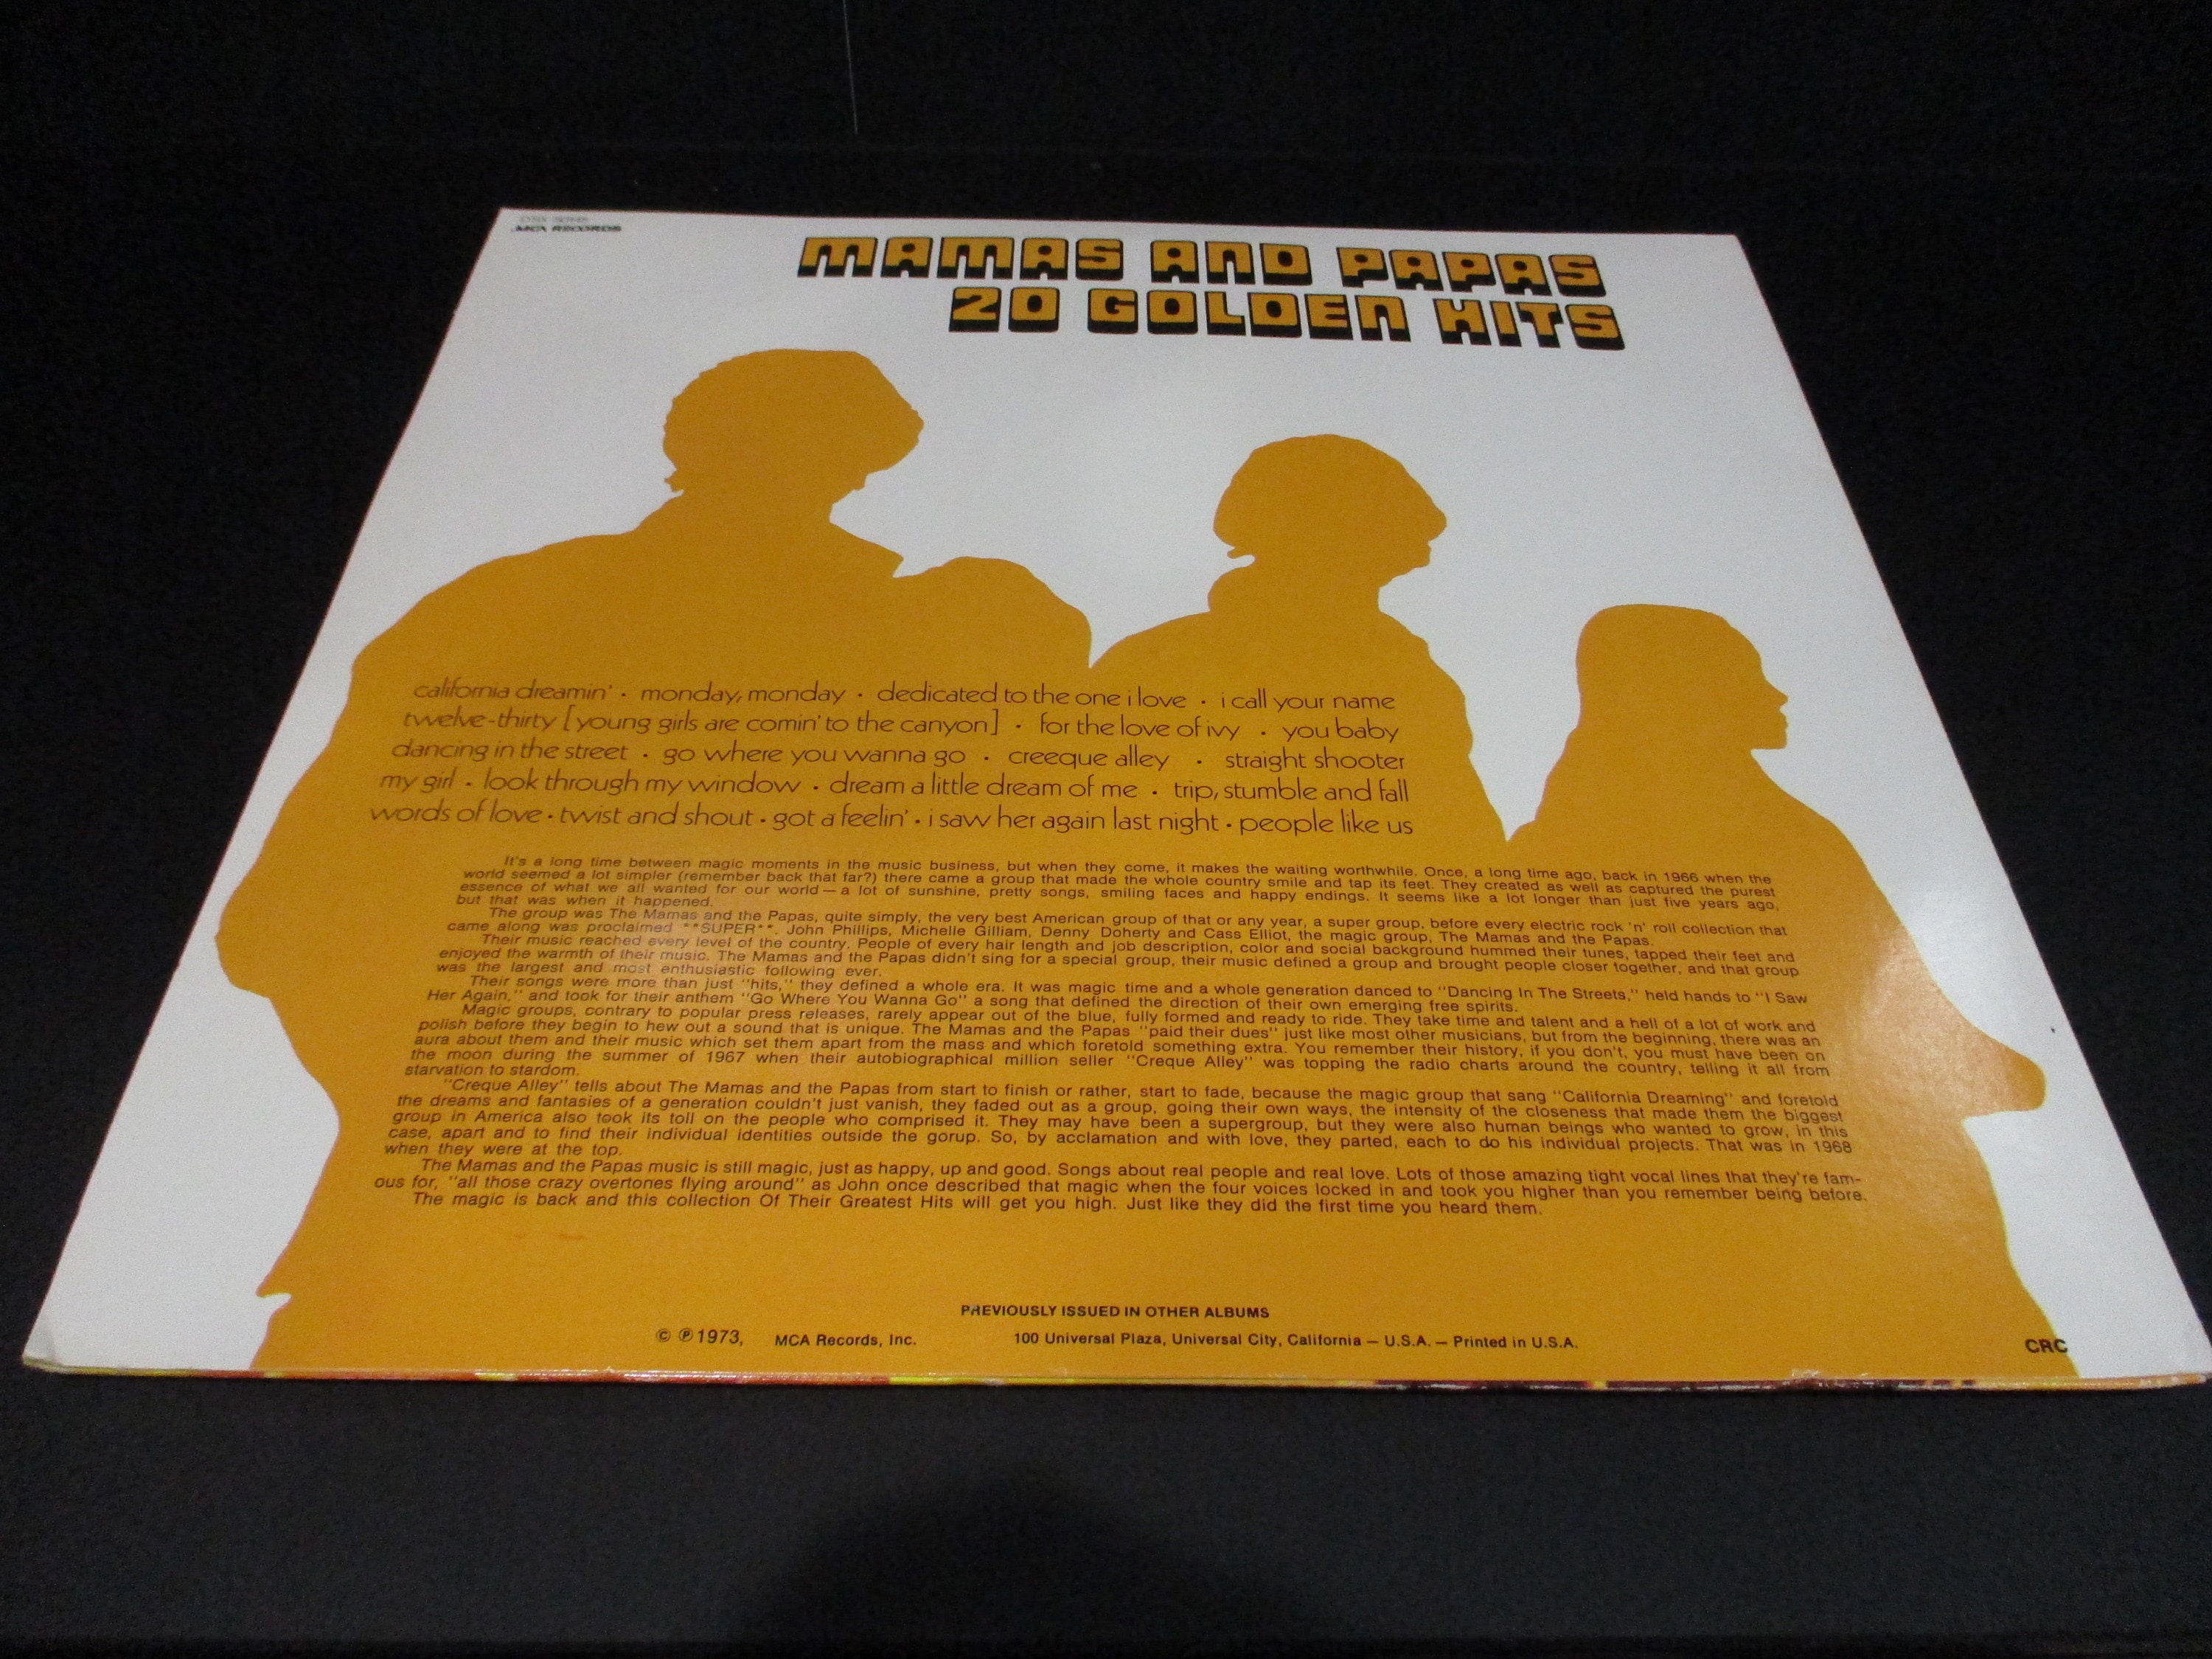 MCA RECORDS
MAMAS AND PAPAS
20 GOLDEN HITS
california dreamin' · monday, monday · dedicated to the one i love · i call your name
twelve-thirty [young girls are comin' to the canyon] · for the love of ivy · you baby
dancing in the street · go where you wanna go · creeque alley · straight shooter
my girl · look through my window · dream a little dream of me · trip, stumble and fall
words of love · twist and shout · got a feelin' · i saw her again last night · people like us
It's a long time between magic moments in the music business, but when they come, it makes the waiting worthwhile. Once, a long time ago, back in 1966 when the
world seemed a lot simpler (remember back that far?) there came a group that made the whole country smile and tap its feet. They created as well as captured the purest
essence of what we all wanted for our world — a lot of sunshine, pretty songs, smiling faces and happy endings. It seems like a lot longer than just five years ago,
but that was when it happened.
The group was The Mamas and the Papas, quite simply, the very best American group of that or any year, a super group, before every electric rock 'n' roll collection that
came along was proclaimed **SUPER**. John Phillips, Michelle Gilliam, Denny Doherty and Cass Elliot, the magic group, The Mamas and the Papas.
Their music reached every level of the country. People of every hair length and job description, color and social background hummed their tunes, tapped their feet and
enjoyed the warmth of their music. The Mamas and the Papas didn't sing for a special group, their music defined a group and brought people closer together, and that group
was the largest and most enthusiastic following ever.
Their songs were more than just "hits," they defined a whole era. It was magic time and a whole generation danced to "Dancing In The Streets," held hands to "I Saw
Her Again," and took for their anthem "Go Where You Wanna Go" a song that defined the direction of their own emerging free spirits.
Magic groups, contrary to popular press releases, rarely appear out of the blue, fully formed and ready to ride. They take time and talent and a hell of a lot of work and
polish before they begin to hew out a sound that is unique. The Mamas and the Papas "paid their dues" just like most other musicians, but from the beginning, there was an
aura about them and their music which set them apart from the mass and which foretold something extra. You remember their history, if you don't, you must have been on
the moon during the summer of 1967 when their autobiographical million seller "Creque Alley" was topping the radio charts around the country, telling it all from
starvation to stardom.
"Creque Alley" tells about The Mamas and the Papas from start to finish or rather, start to fade, because the magic group that sang "California Dreaming" and foretold
the dreams and fantasies of a generation couldn't just vanish, they faded out as a group, going their own ways, the intensity of the closeness that made them the biggest
group in America also took its toll on the people who comprised it. They may have been a supergroup, but they were also human beings who wanted to grow, in this
case, apart and to find their individual identities outside the gorup. So, by acclamation and with love, they parted, each to do his individual projects. That was in 1968
when they were at the top.
The Mamas and the Papas music is still magic, just as happy, up and good. Songs about real people and real love. Lots of those amazing tight vocal lines that they're fam-
ous for, "all those crazy overtones flying around" as John once described that magic when the four voices locked in and took you higher than you remember being before.
The magic is back and this collection Of Their Greatest Hits will get you high. Just like they did the first time you heard them.
PREVIOUSLY ISSUED IN OTHER ALBUMS
© ℗ 1973, MCA Records, Inc. 100 Universal Plaza, Universal City, California — U.S.A. — Printed in U.S.A.
CRC